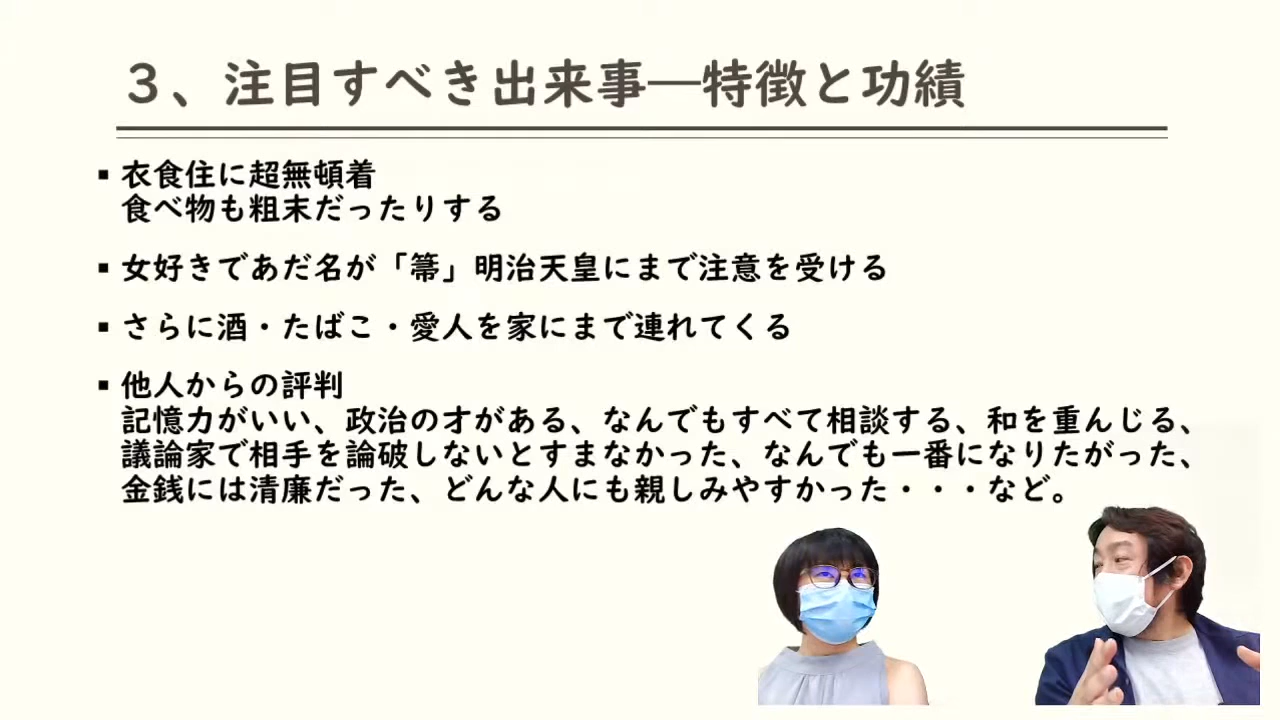 3、注目すべき出来事―特徴と功績
▪ 衣食住に超無頓着
食べ物も粗末だったりする
▪ 女好きであだ名が「箒」明治天皇にまで注意を受ける
▪ さらに酒・たばこ・愛人を家にまで連れてくる
▪ 他人からの評判
記憶力がいい、政治の才がある、なんでもすべて相談する、和を重んじる、
議論家で相手を論破しないとすまなかった、なんでも一番になりたがった、
金銭には清廉だった、どんな人にも親しみやすかった・・・など。